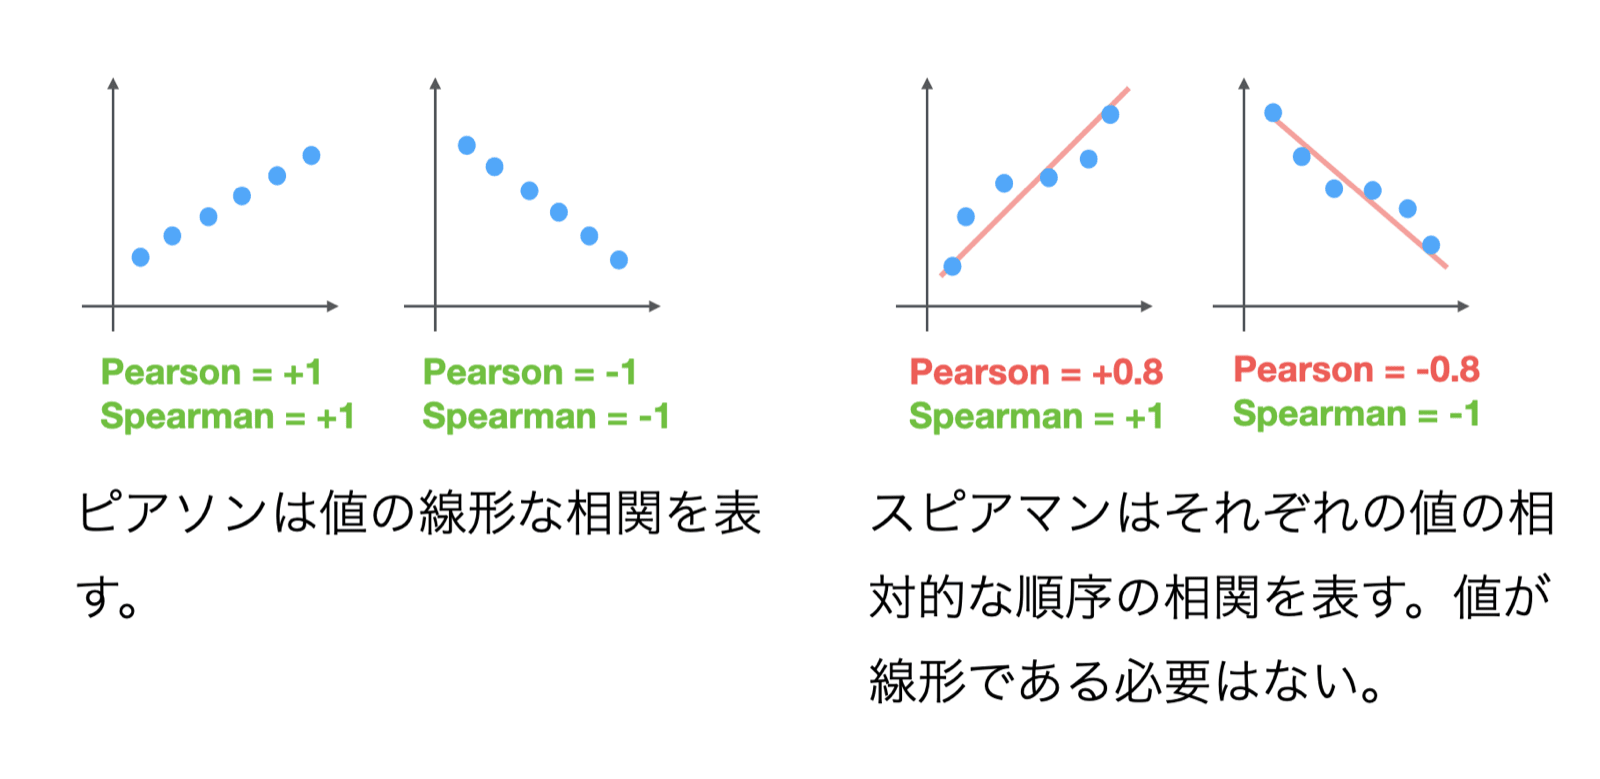 Pearson = +1
Spearman = +1
Pearson = -1
Spearman = -1
ピアソンは値の線形な相関を表
す。
Pearson = +0.8
Spearman = +1
Pearson = -0.8
Spearman = -1
スピアマンはそれぞれの値の相
対的な順序の相関を表す。値が
線形である必要はない。